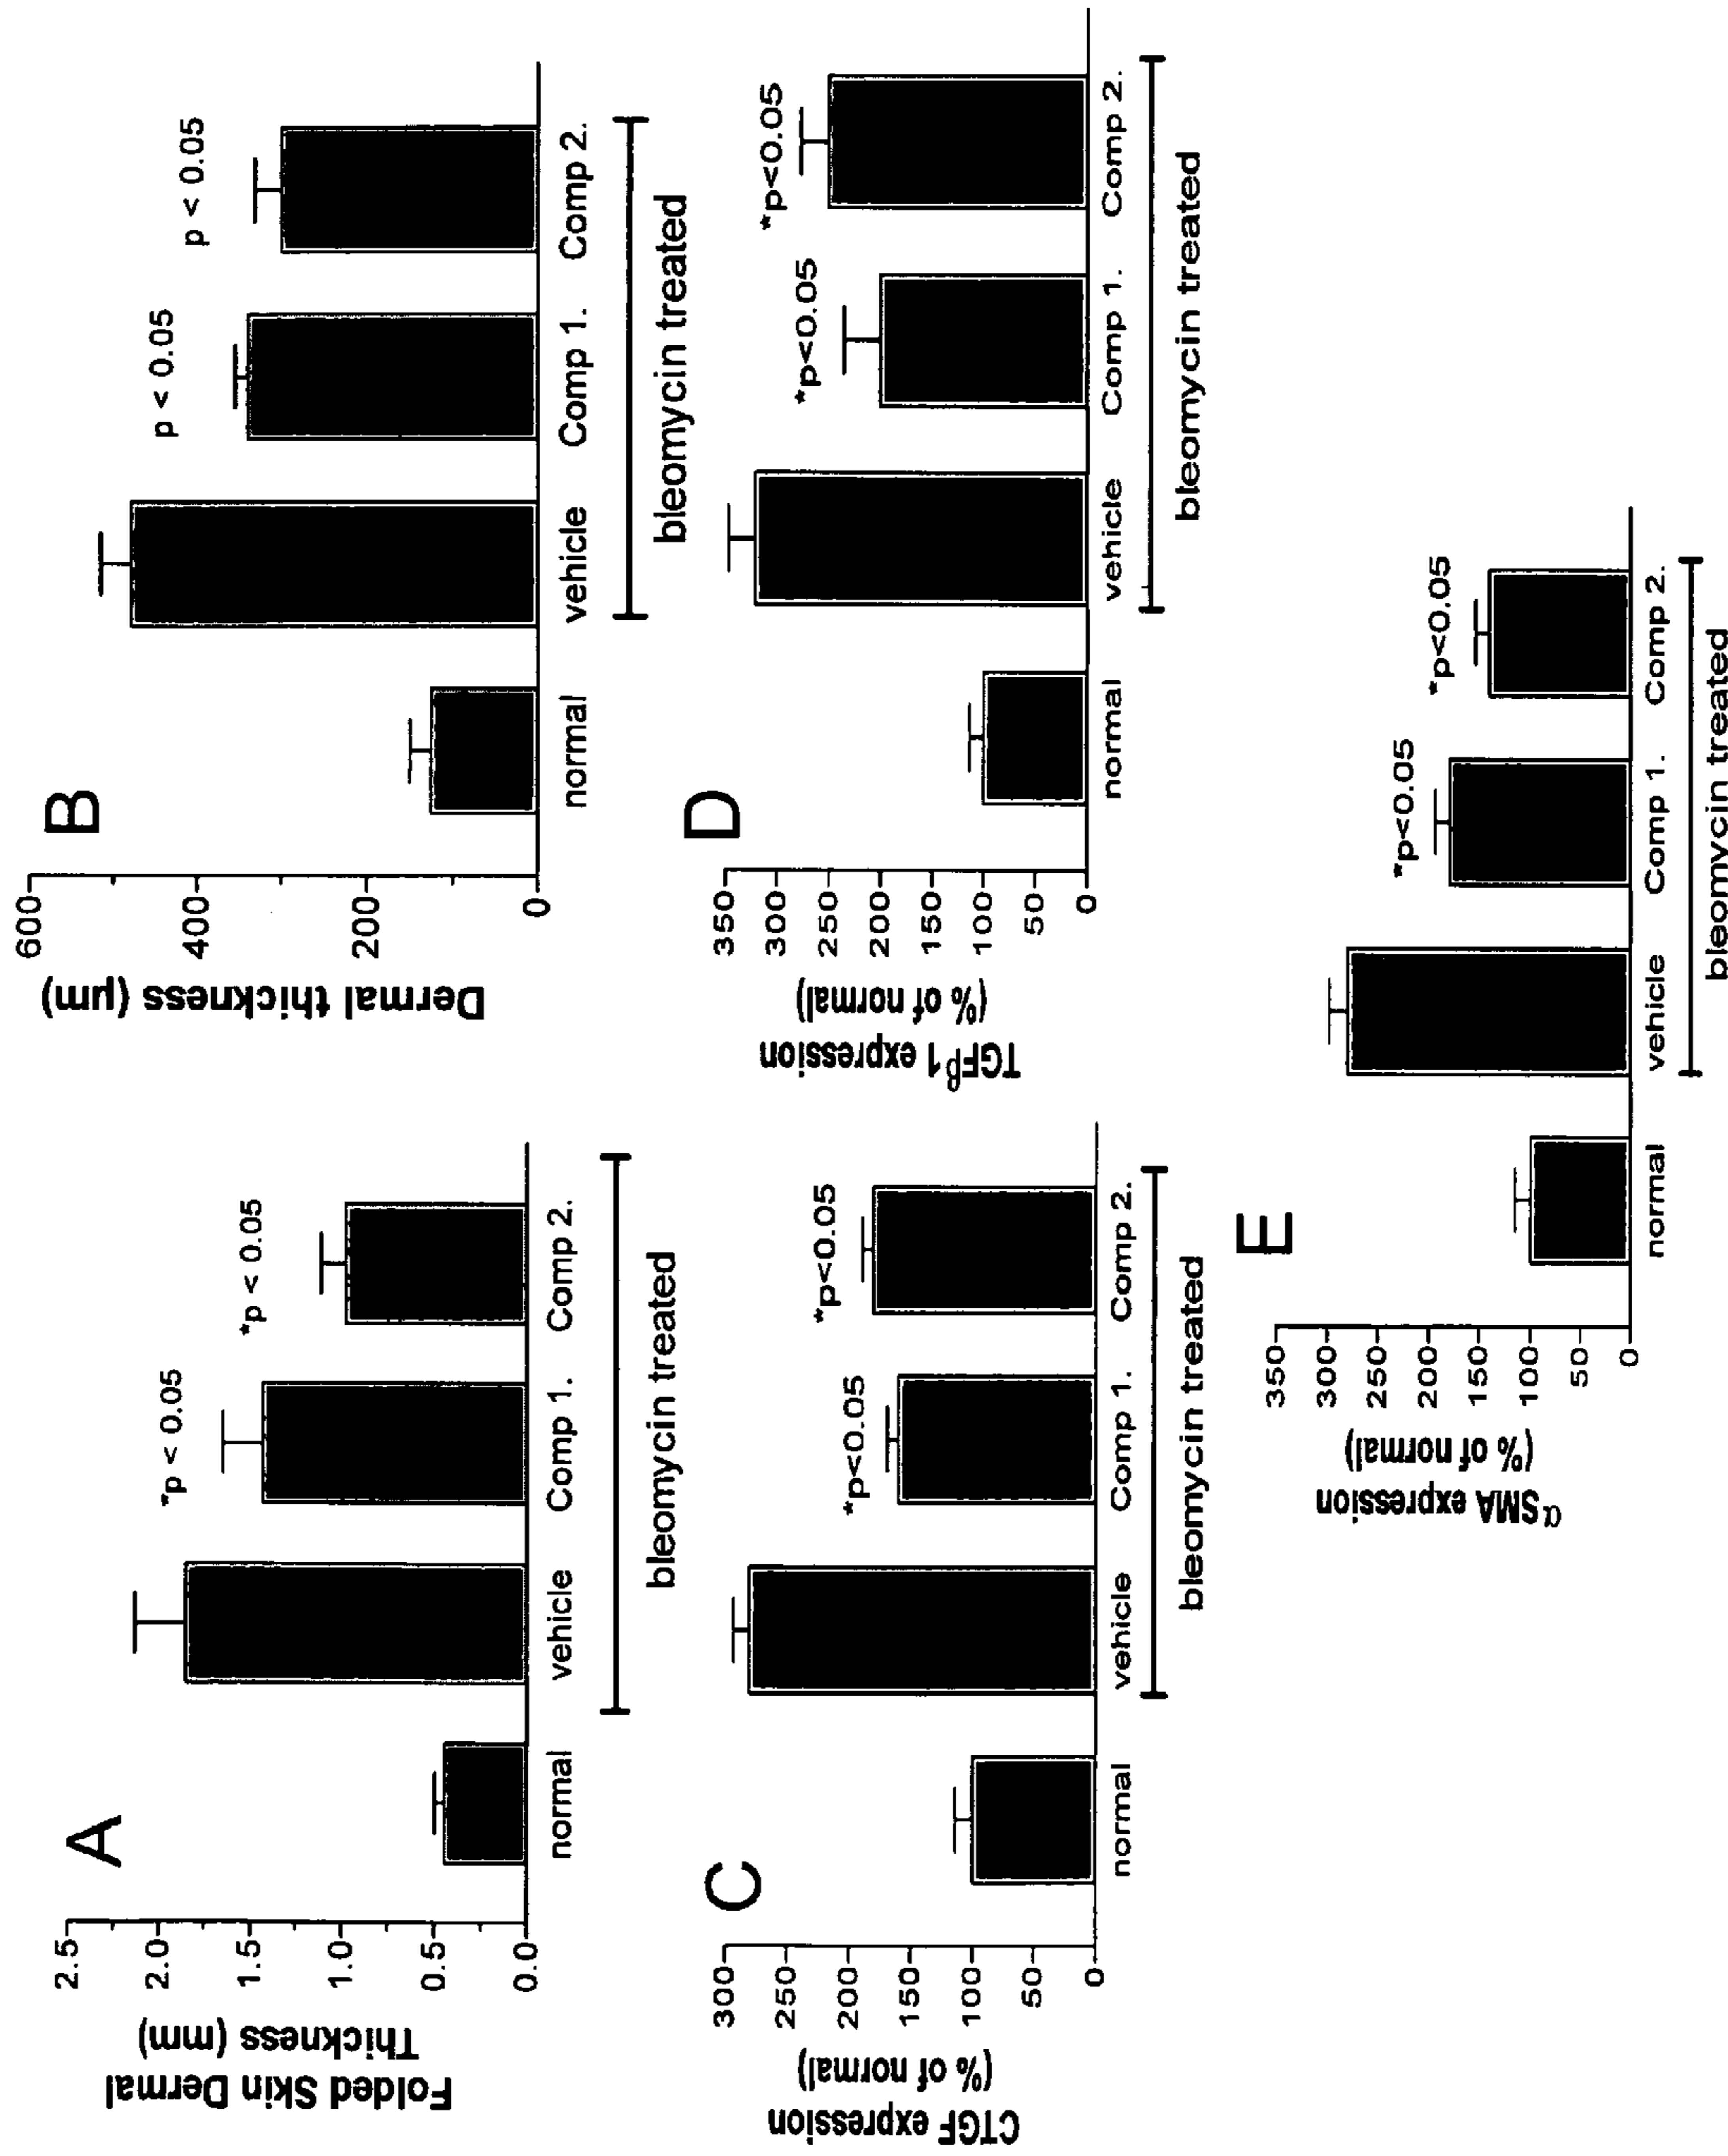 A
Folded Skin Dermal
Thickness (mm)
2.5
2.0
1.5
1.0
0.5
0.0
*p < 0.05
*p < 0.05
normal vehicle Comp 1. Comp 2.
bleomycin treated
B
Dermal thickness (µm)
600
400
200
0
p < 0.05
p < 0.05
normal vehicle Comp 1. Comp 2.
bleomycin treated
C
CTGF expression
(% of normal)
300
250
200
150
100
50
0
*p<0.05
*p<0.05
normal vehicle Comp 1. Comp 2.
bleomycin treated
D
TGFβ1 expression
(% of normal)
350
300
250
200
150
100
50
0
*p<0.05
*p<0.05
normal vehicle Comp 1. Comp 2.
bleomycin treated
E
αSMA expression
(% of normal)
350
300
250
200
150
100
50
0
*p<0.05
*p<0.05
normal vehicle Comp 1. Comp 2.
bleomycin treated